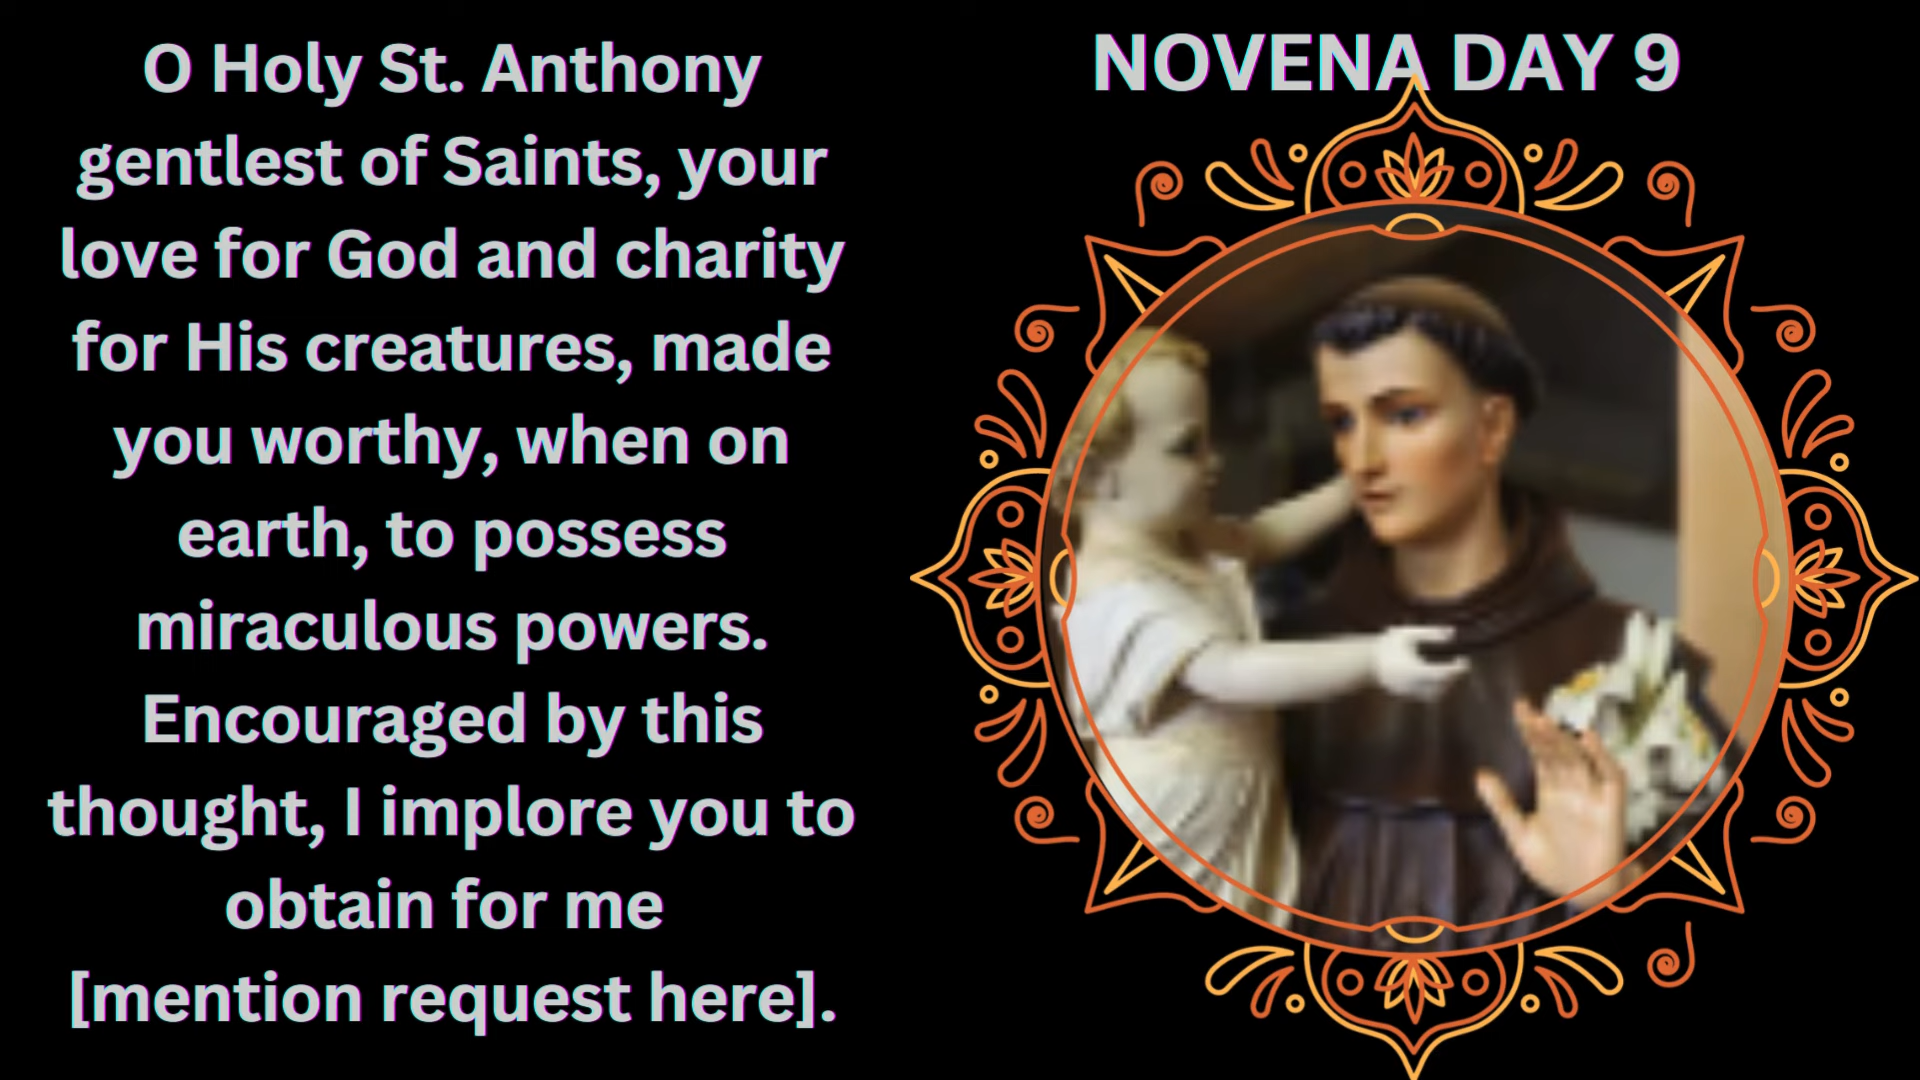 O Holy St. Anthony
gentlest of Saints, your
love for God and charity
for His creatures, made
you worthy, when on
earth, to possess
miraculous powers.
Encouraged by this
thought, I implore you to
obtain for me
[mention request here].
NOVENA DAY 9